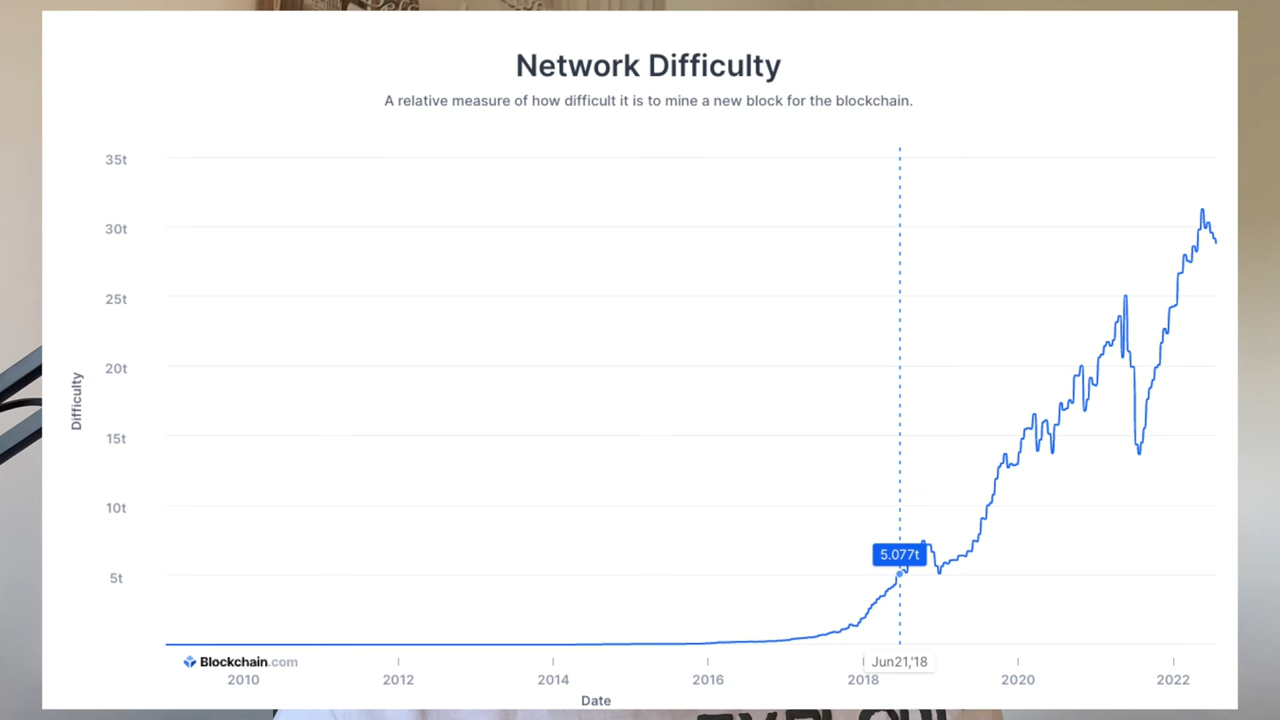 Network Difficulty
A relative measure of how difficult it is to mine a new block for the blockchain.
35t
30t
25t
20t
15t
10t
5t
Difficulty
5.077t
Blockchain.com
Jun21,'18
2010
2012
2014
2016
2018
2020
2022
Date